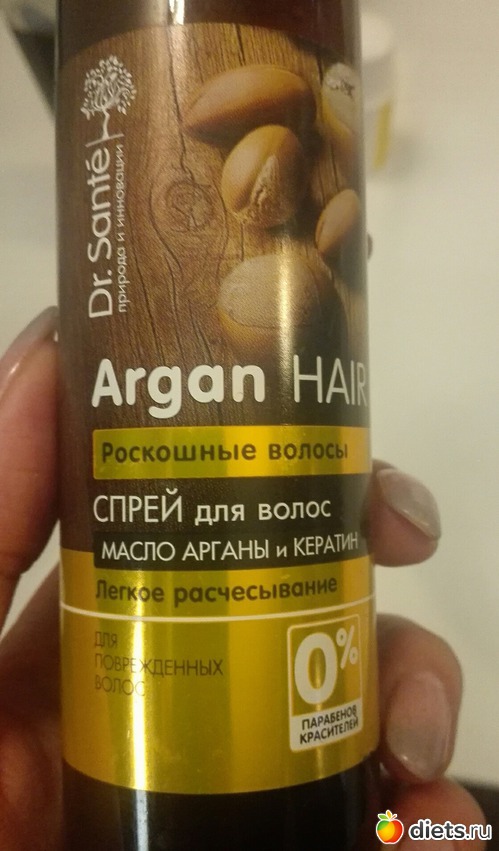 Dr. Santé
природа и инновации
Argan HAIR
Роскошные волосы
СПРЕЙ для волос
МАСЛО АРГАНЫ и КЕРАТИН
Легкое расчесывание
ДЛЯ
ПОВРЕЖДЕННЫХ
ВОЛОС
0%
ПАРАБЕНОВ
КРАСИТЕЛЕЙ
diets.ru